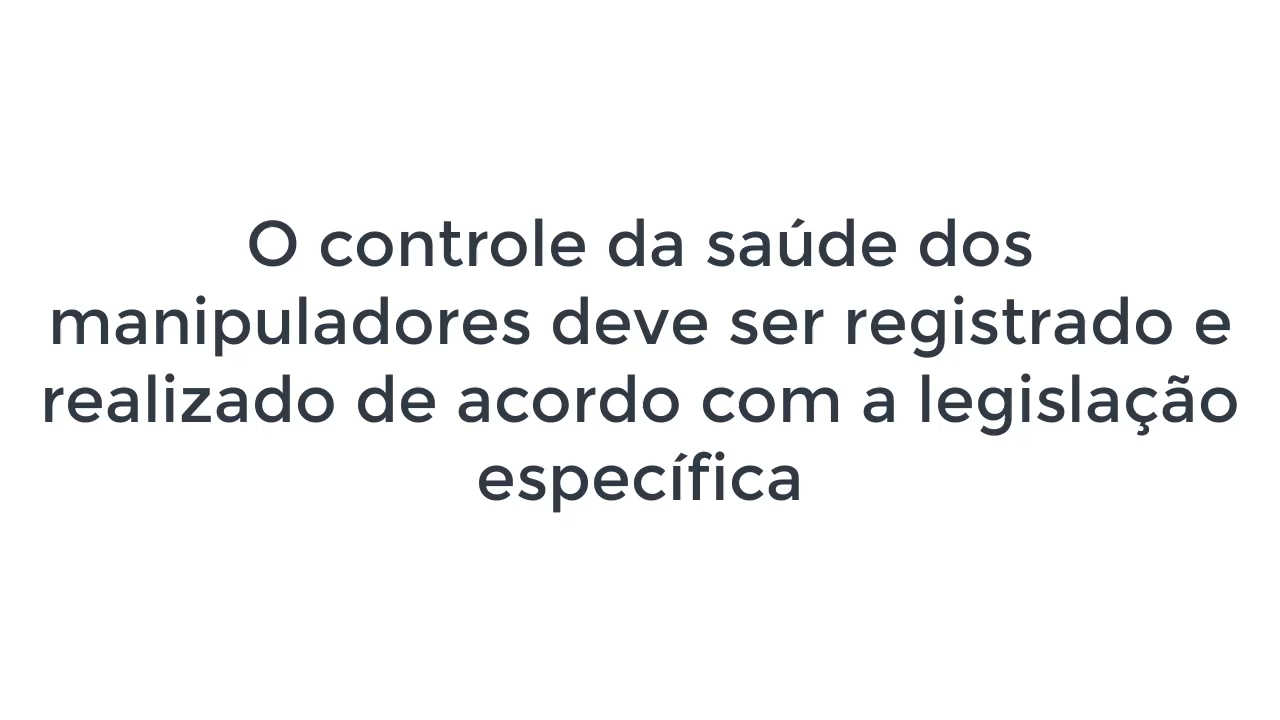 O controle da saúde dos
manipuladores deve ser registrado e
realizado de acordo com a legislação
específica